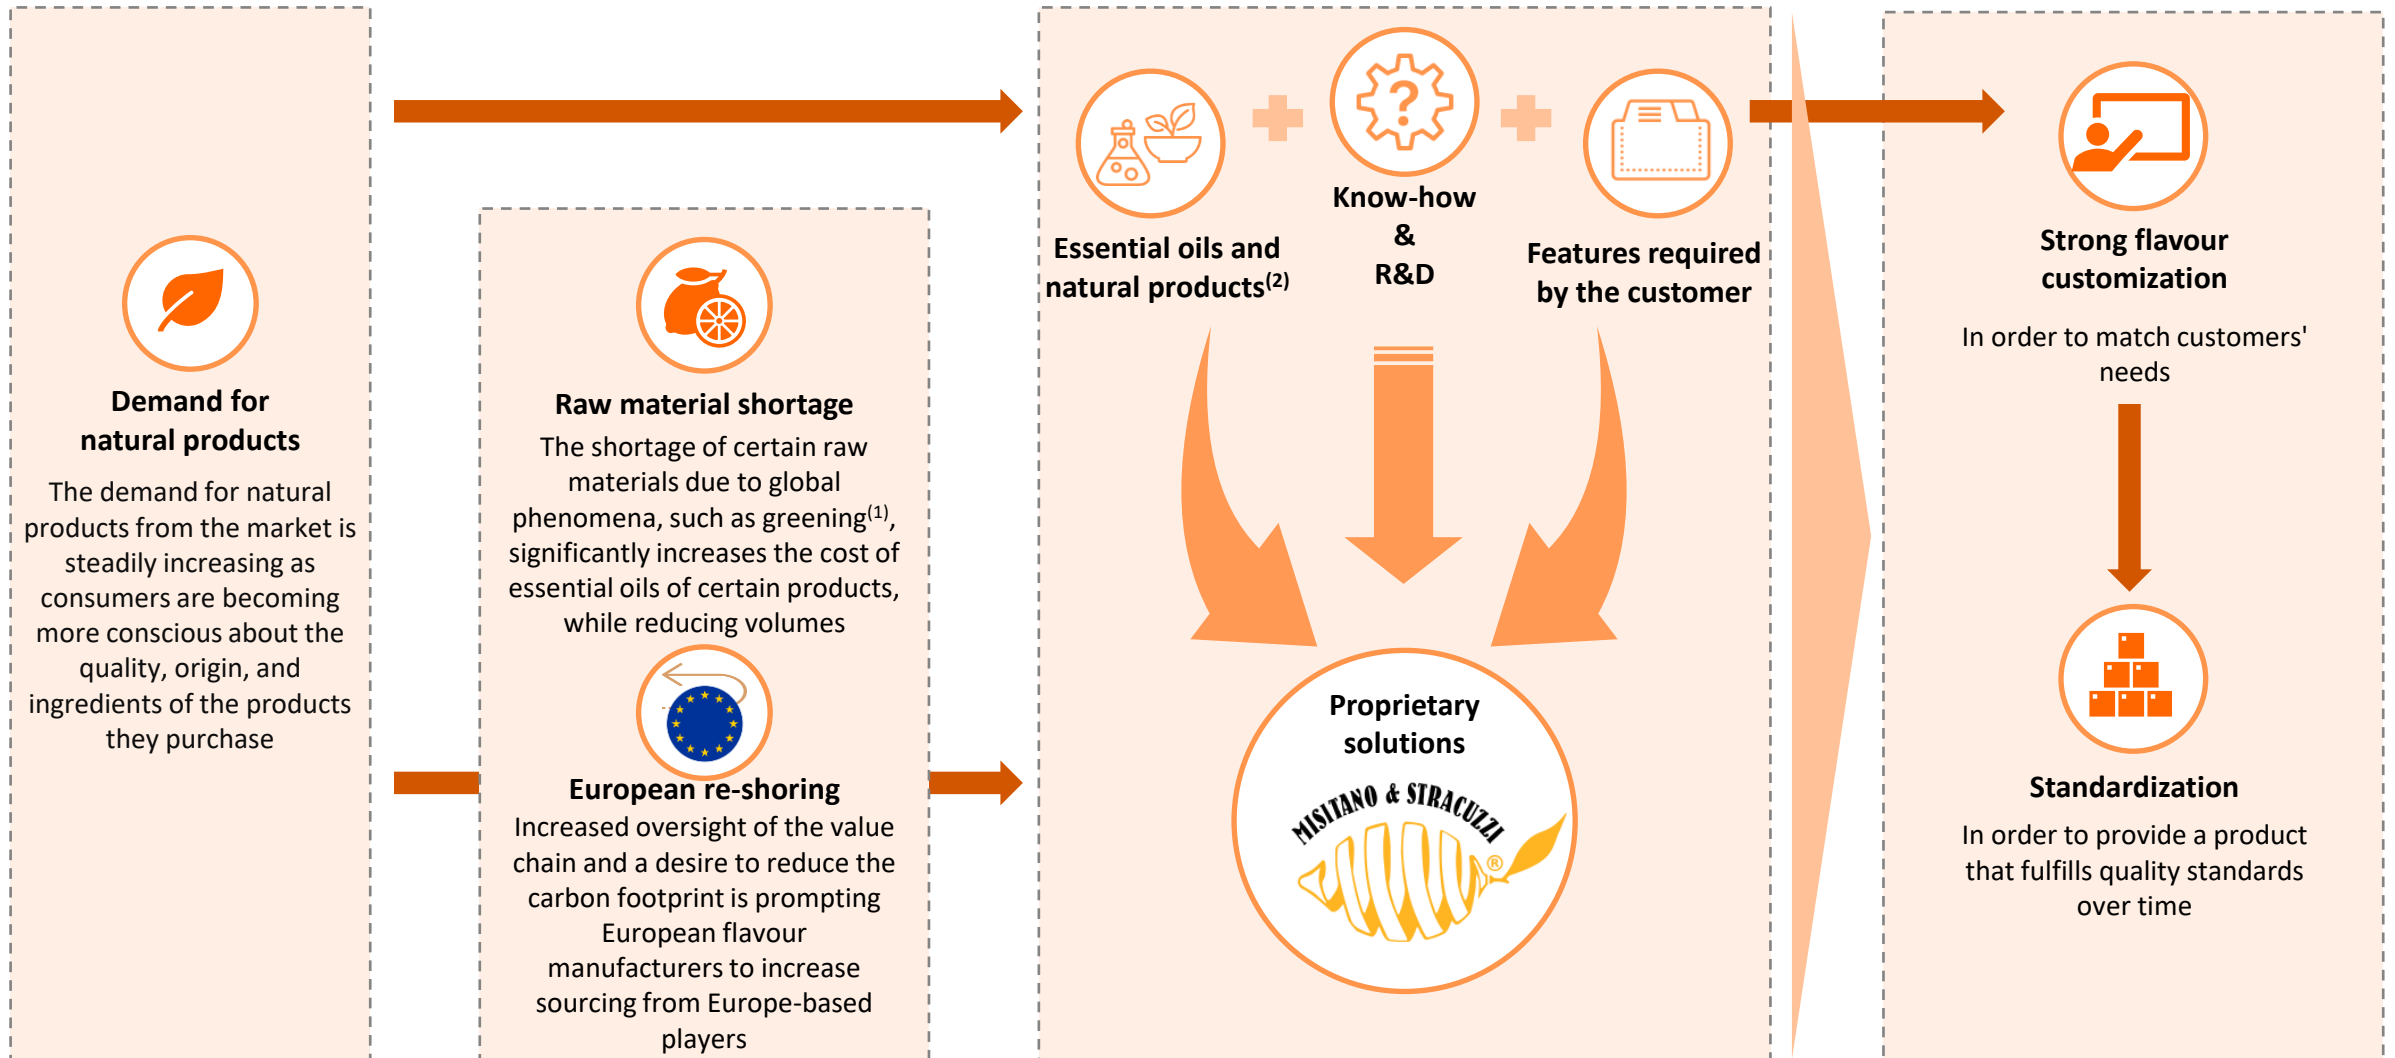 Demand for
natural products
The demand for natural
products from the market is
steadily increasing as
consumers are becoming
more conscious about the
quality, origin, and
ingredients of the products
they purchase
Raw material shortage
The shortage of certain raw
materials due to global
phenomena, such as greening(1),
significantly increases the cost of
essential oils of certain products,
while reducing volumes
European re-shoring
Increased oversight of the value
chain and a desire to reduce the
carbon footprint is prompting
European flavour
manufacturers to increase
sourcing from Europe-based
players
Essential oils and
natural products(2)
?
Know-how
&
R&D
Features required
by the customer
Proprietary
solutions
MISITANO & STRACUZZI
®
Strong flavour
customization
In order to match customers'
needs
Standardization
In order to provide a product
that fulfills quality standards
over time